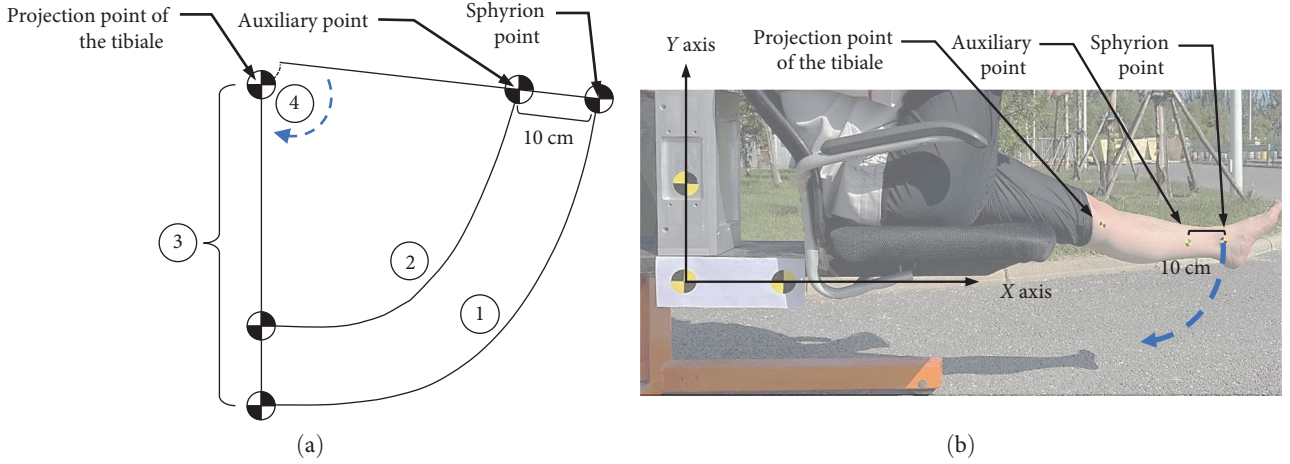 Projection point of
the tibiale
Auxiliary point
Sphyrion
point
4
10 cm
3
2
1
(a)
Y axis
Projection point
of the tibiale
Auxiliary
point
Sphyrion
point
10 cm
X axis
(b)